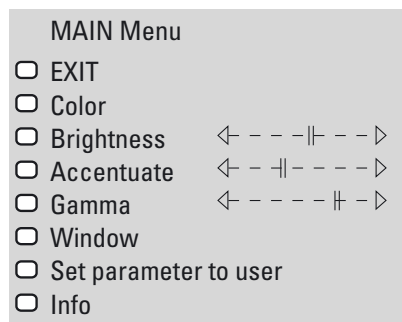 MAIN Menu
EXIT
Color
Brightness
Accentuate
Gamma
Window
Set parameter to user
Info